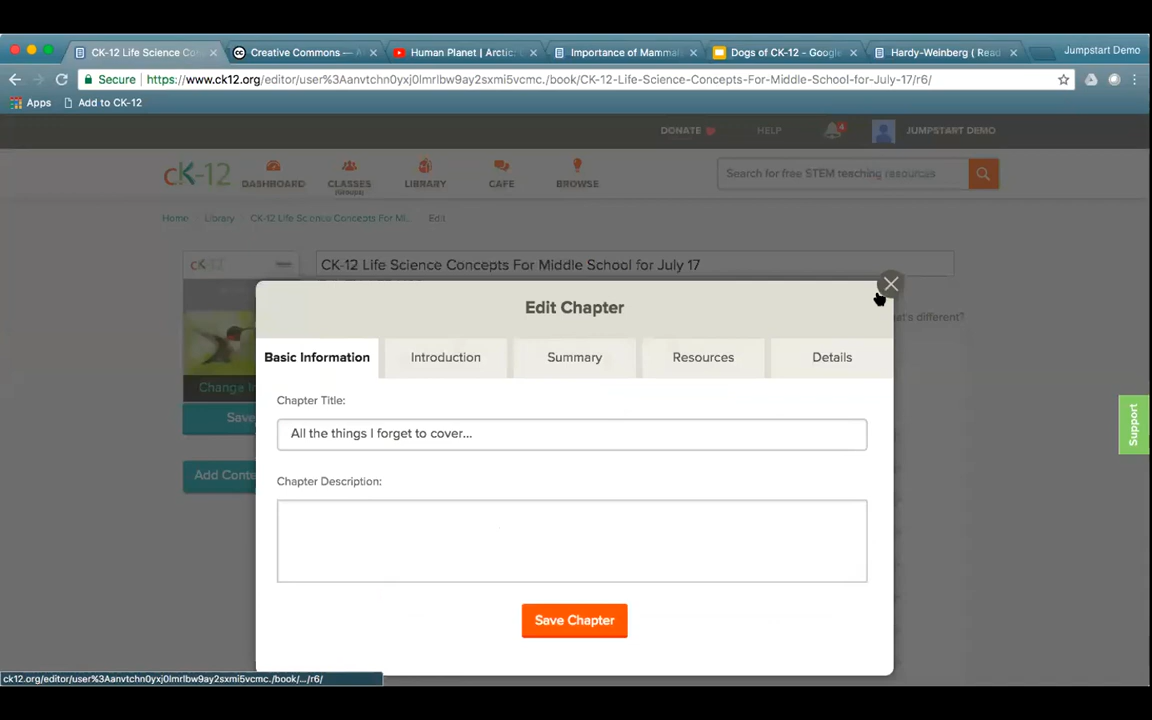 CK-12 Life Science Co
Creative Commons — A
Human Planet | Arctic:
Importance of Mammal
Dogs of CK-12 - Google
Hardy-Weinberg ( Read
Jumpstart Demo
Secure
https://www.ck12.org/editor/user%3Aanvtchn0yxj0lmrlbw9ay2sxmi5vcmc./book/CK-12-Life-Science-Concepts-For-Middle-School-for-July-17/r6/
Apps
Add to CK-12
DONATE
HELP
4
JUMPSTART DEMO
cK-12
DASHBOARD
CLASSES
(Groups)
LIBRARY
CAFE
BROWSE
Search for free STEM teaching resources
Home
Library
CK-12 Life Science Concepts For Mi...
Edit
cK-12
CK-12 Life Science Concepts For Middle School for July 17
Edit Chapter
at's different?
Basic Information
Introduction
Summary
Resources
Details
Change I
Chapter Title:
Save
All the things I forget to cover...
Support
Add Conte
Chapter Description:
Save Chapter
ck12.org/editor/user%3Aanvtchn0yxj0lmrlbw9ay2sxmi5vcmc./book/.../r6/